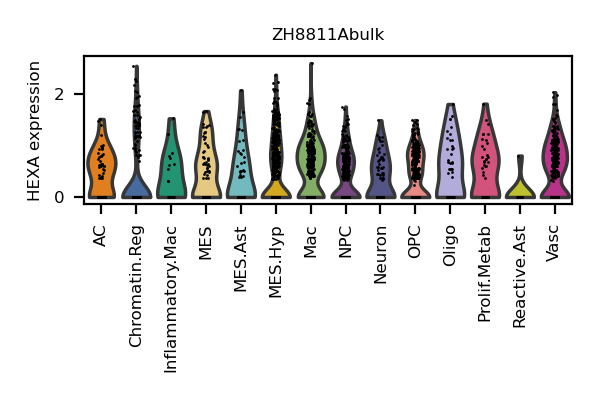 ZH8811Abulk
HEXA expression
2
0
AC
Chromatin.Reg
Inflammatory.Mac
MES
MES.Ast
MES.Hyp
Mac
NPC
Neuron
OPC
Oligo
Prolif.Metab
Reactive.Ast
Vasc